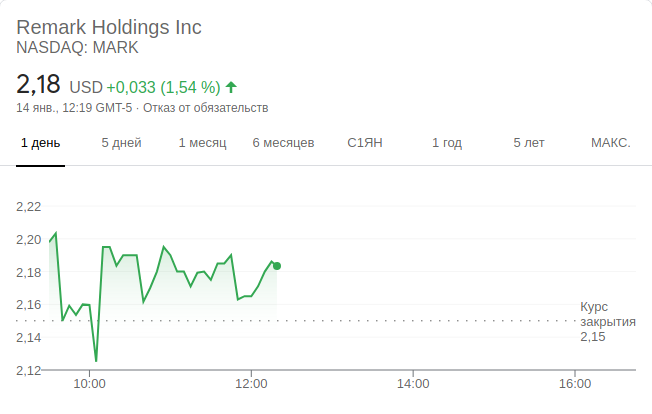 Remark Holdings Inc
NASDAQ: MARK
2,18 USD +0,033 (1,54 %)
14 янв., 12:19 GMT-5 · Отказ от обязательств
1 день 5 дней 1 месяц 6 месяцев С1ЯН 1 год 5 лет МАКС.
2,22
2,20
2,18
2,16
Курс
закрытия
2,15
2,14
2,12
10:00 12:00 14:00 16:00